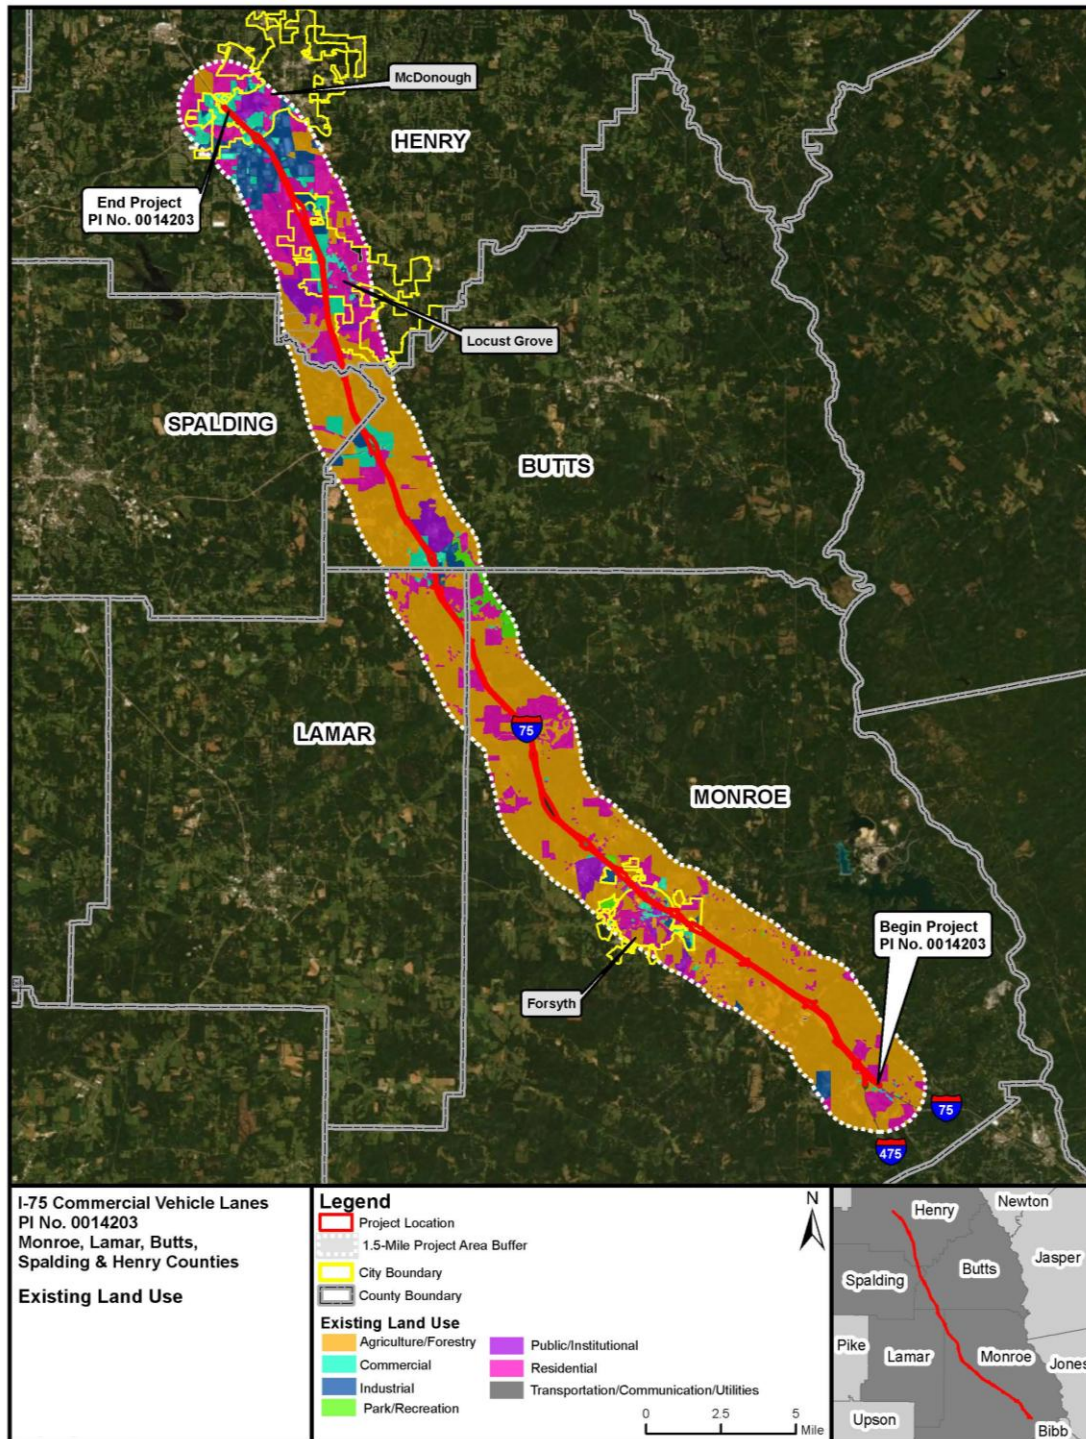 McDonough
HENRY
End Project
PI No. 0014203
Locust Grove
SPALDING
BUTTS
LAMAR
75
MONROE
Begin Project
PI No. 0014203
Forsyth
75
475
I-75 Commercial Vehicle Lanes
PI No. 0014203
Monroe, Lamar, Butts,
Spalding & Henry Counties
Existing Land Use
Legend
Project Location
1.5-Mile Project Area Buffer
City Boundary
County Boundary
Existing Land Use
Agriculture/Forestry
Commercial
Industrial
Park/Recreation
Public/Institutional
Residential
Transportation/Communication/Utilities
N
0 2.5 5
Mile
Henry
Newton
Jasper
Butts
Spalding
Pike
Lamar
Monroe
Jones
Upson
Bibb